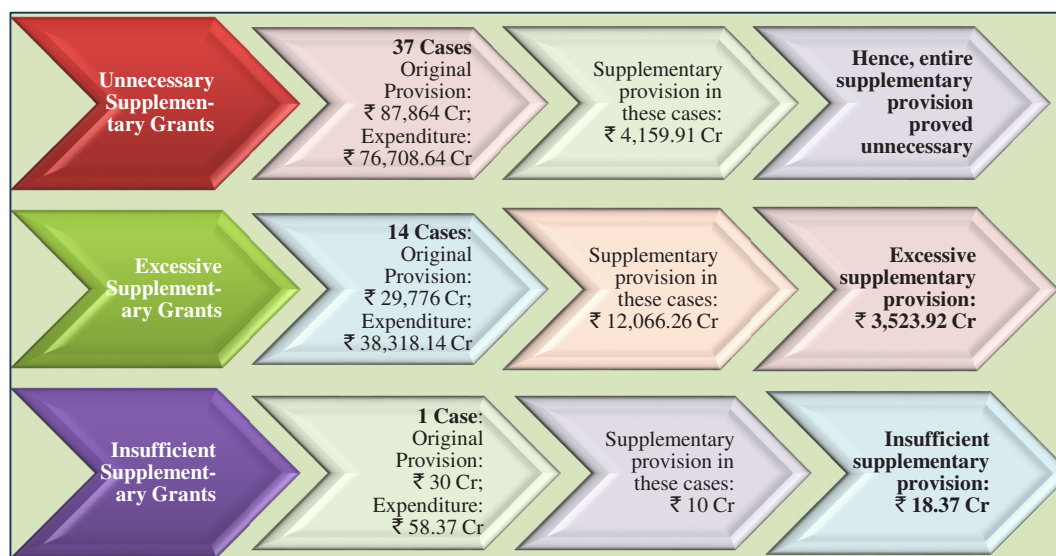 Unnecessary
Supplemen-
tary Grants
37 Cases
Original
Provision:
₹ 87,864 Cr;
Expenditure:
₹ 76,708.64 Cr
Supplementary
provision in
these cases:
₹ 4,159.91 Cr
Hence, entire
supplementary
provision
proved
unnecessary
Excessive
Supplement-
ary Grants
14 Cases:
Original
Provision:
₹ 29,776 Cr;
Expenditure:
₹ 38,318.14 Cr
Supplementary
provision in
these cases:
₹ 12,066.26 Cr
Excessive
supplementary
provision:
₹ 3,523.92 Cr
Insufficient
Supplement-
ary Grants
1 Case:
Original
Provision:
₹ 30 Cr;
Expenditure:
₹ 58.37 Cr
Supplementary
provision in
these cases:
₹ 10 Cr
Insufficient
supplementary
provision:
₹ 18.37 Cr